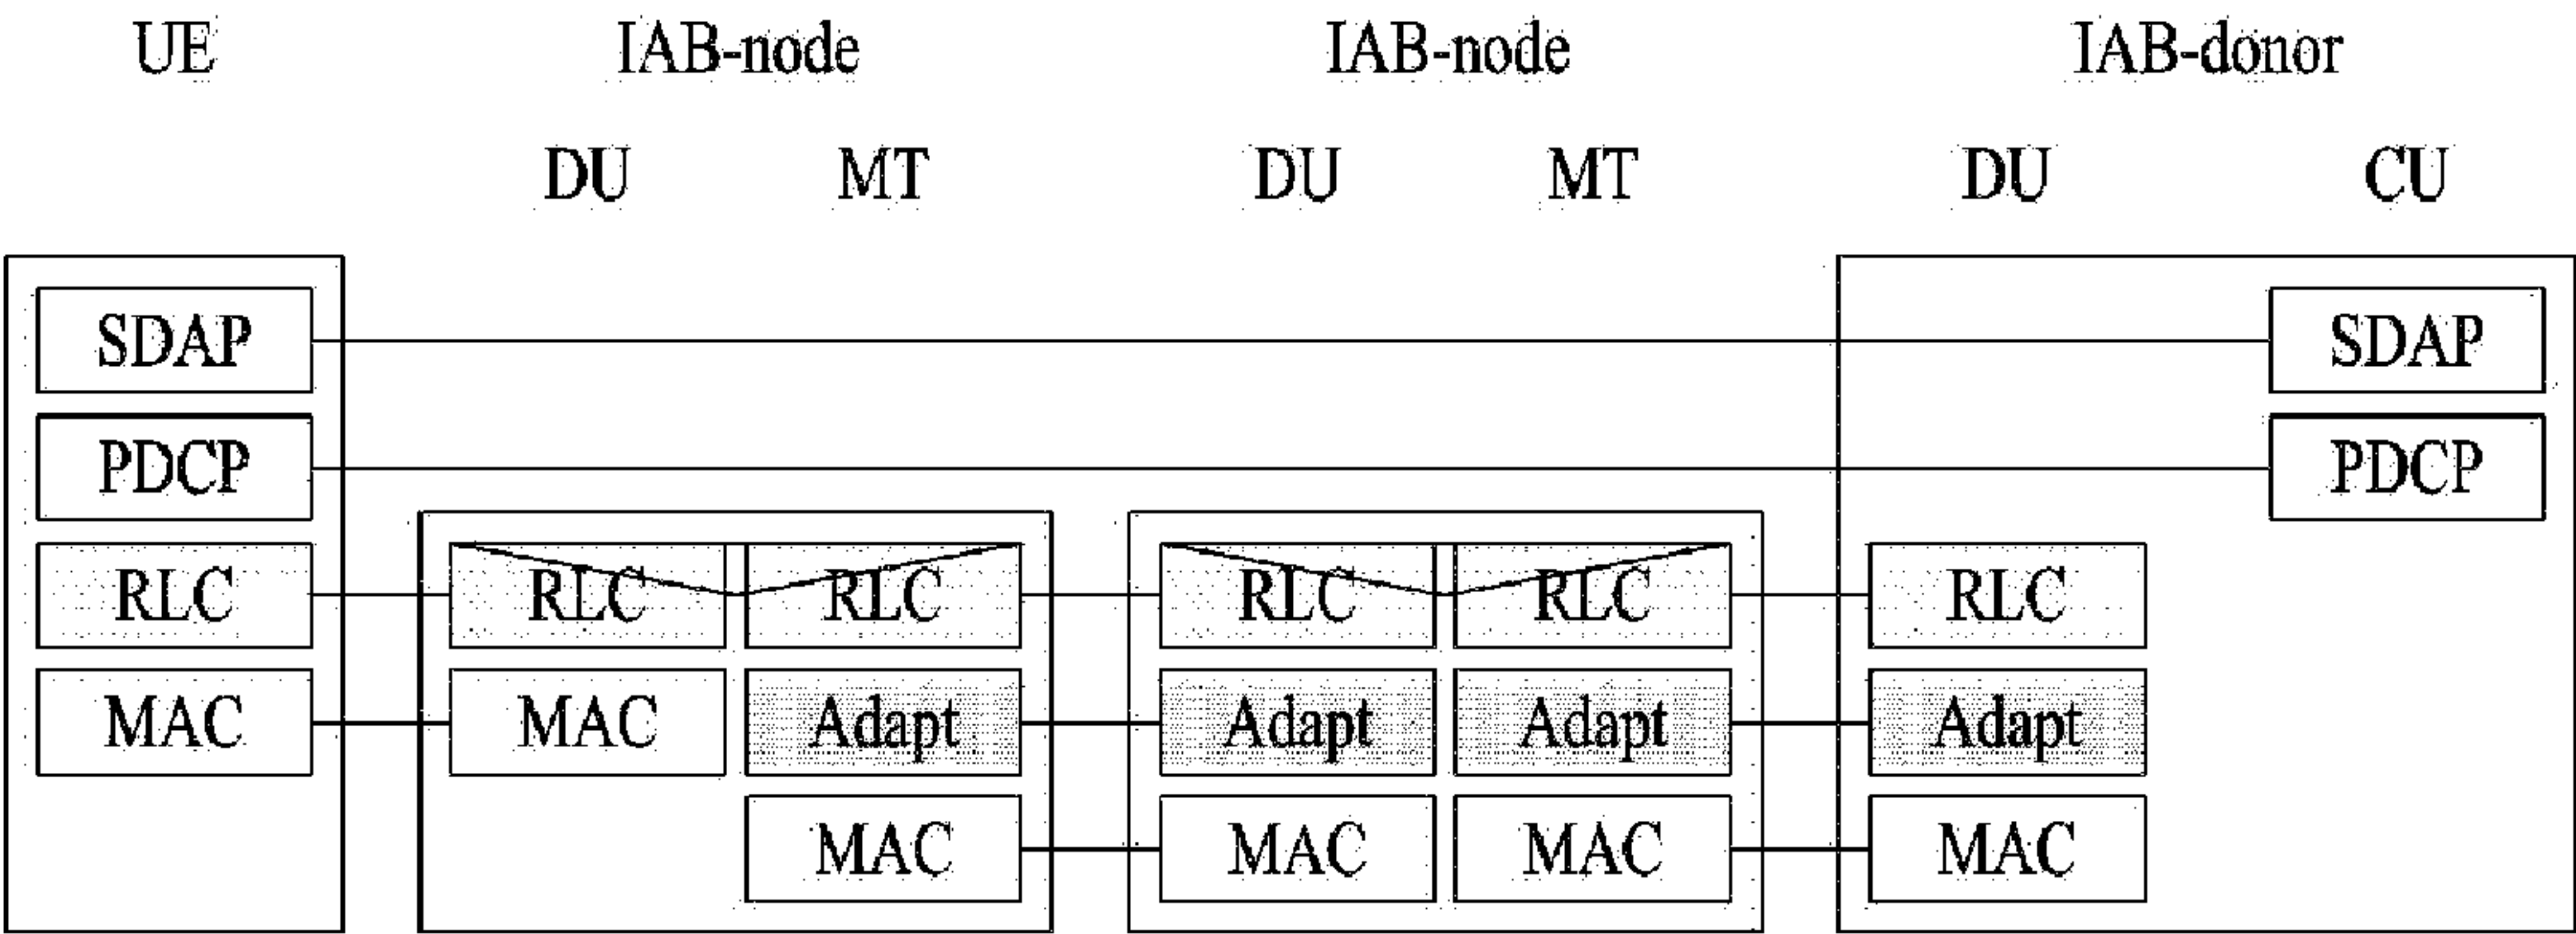 UE IAB-node IAB-node IAB-donor
DU MT DU MT DU CU
SDAP SDAP
PDCP PDCP
RLC RLC RLC RLC RLC RLC
MAC MAC Adapt Adapt Adapt Adapt
MAC MAC MAC MAC